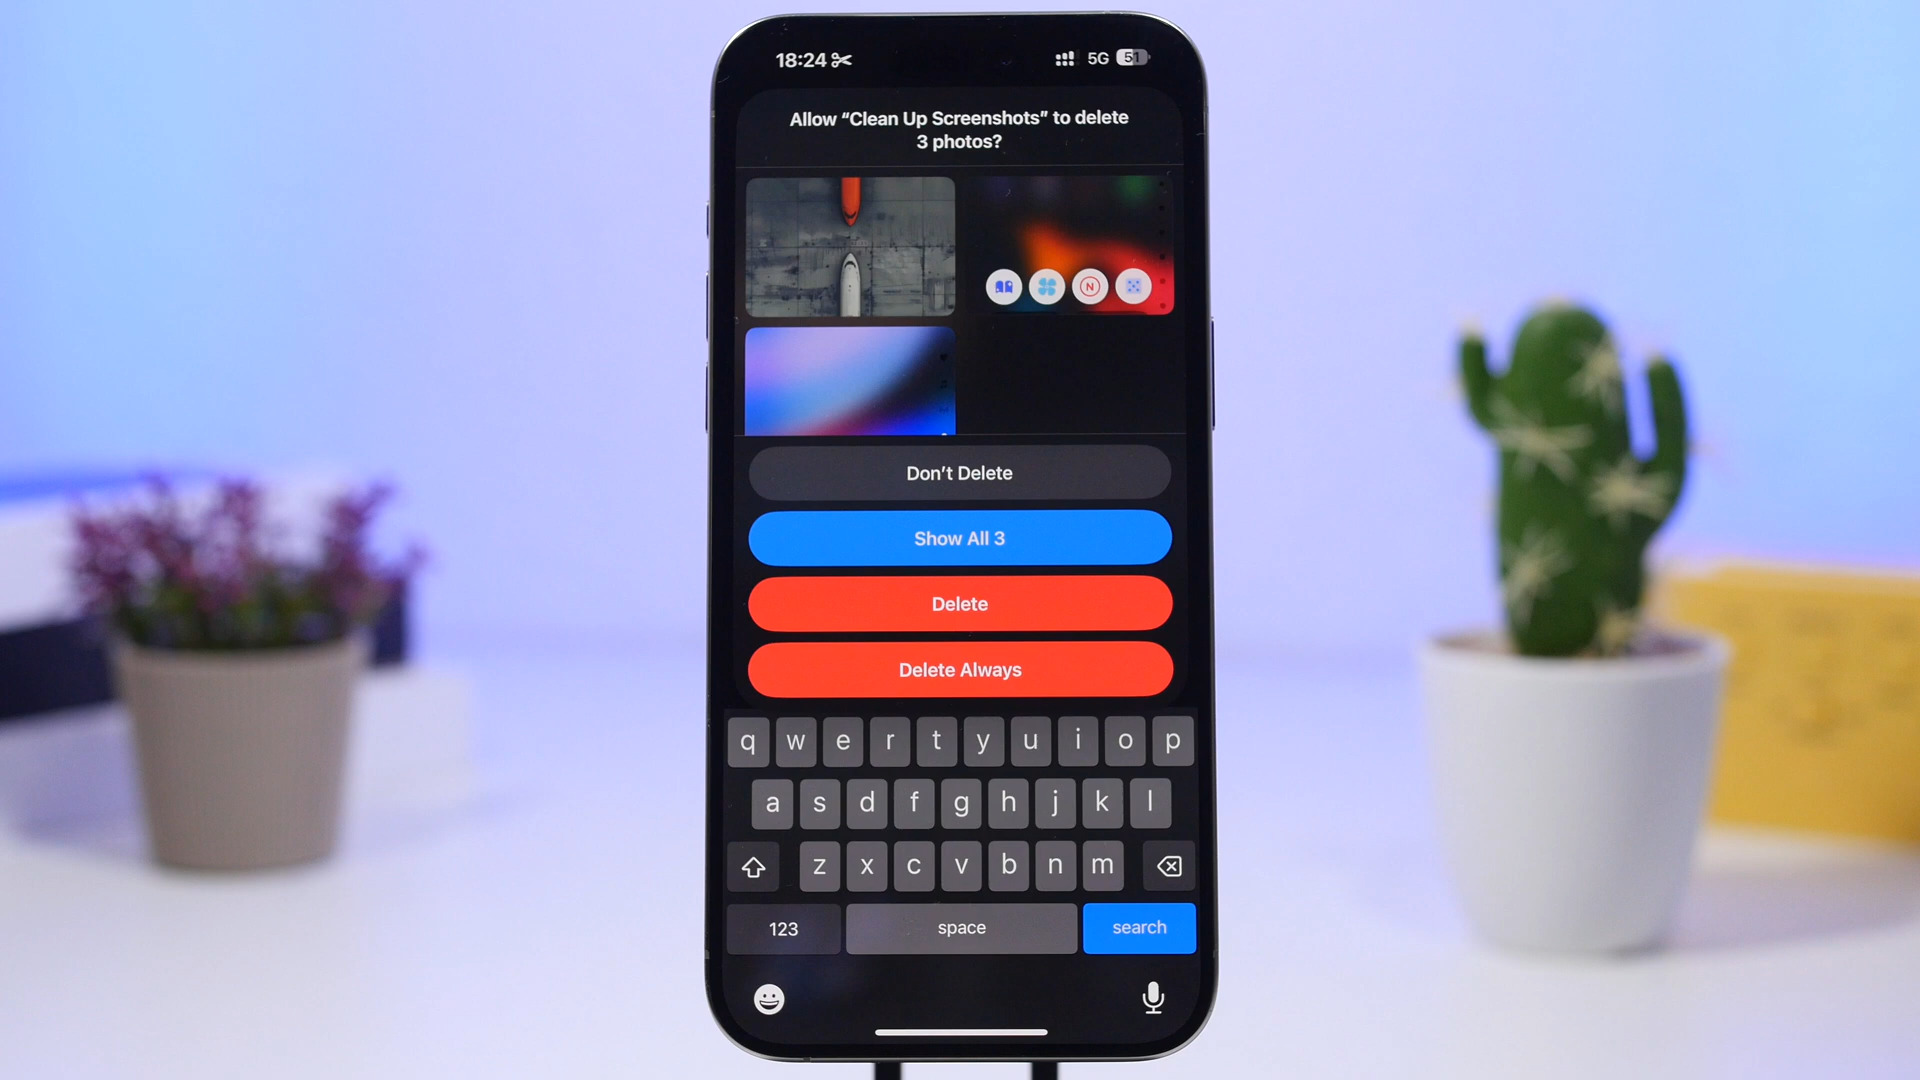 18:24 5G 51
Allow “Clean Up Screenshots” to delete
3 photos?
N
Don’t Delete
Show All 3
Delete
Delete Always
q w e r t y u i o p
a s d f g h j k l
z x c v b n m
123 space search